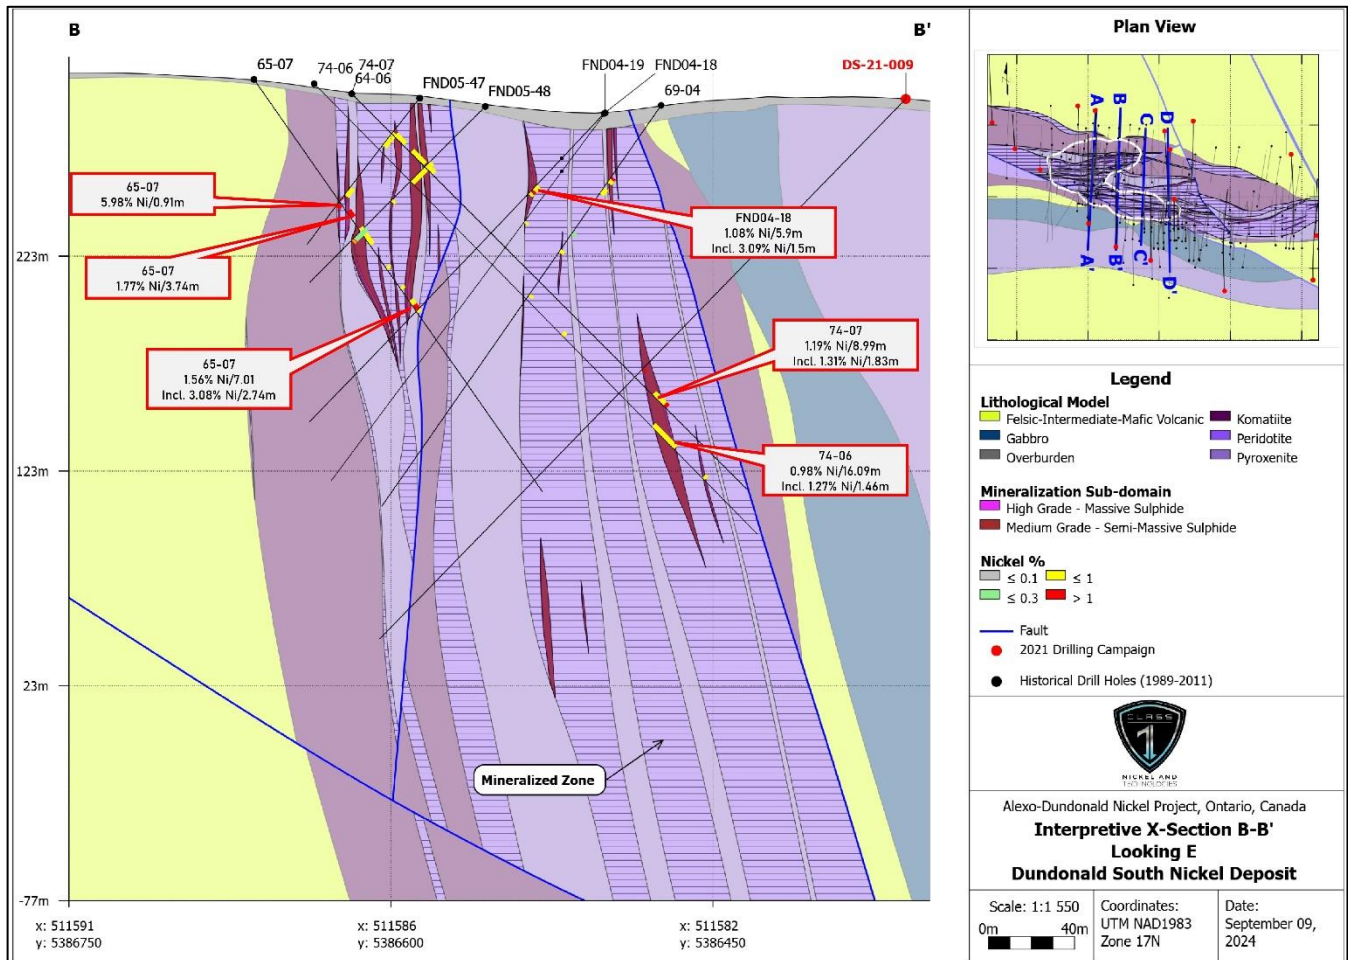 B
B'
65-07
74-06
74-07
64-06
FND05-47
FND05-48
FND04-19
FND04-18
69-04
DS-21-009
65-07
5.98% Ni/0.91m
65-07
1.77% Ni/3.74m
65-07
1.56% Ni/7.01
Incl. 3.08% Ni/2.74m
FND04-18
1.08% Ni/5.9m
Incl. 3.09% Ni/1.5m
74-07
1.19% Ni/8.99m
Incl. 1.31% Ni/1.83m
74-06
0.98% Ni/16.09m
Incl. 1.27% Ni/1.46m
223m
123m
23m
-77m
Mineralized Zone
x: 511591
y: 5386750
x: 511586
y: 5386600
x: 511582
y: 5386450
Plan View
A
B
C
D
A'
B'
C'
D'
Legend
Lithological Model
Felsic-Intermediate-Mafic Volcanic
Komatiite
Gabbro
Peridotite
Overburden
Pyroxenite
Mineralization Sub-domain
High Grade - Massive Sulphide
Medium Grade - Semi-Massive Sulphide
Nickel %
≤ 0.1
≤ 1
≤ 0.3
> 1
Fault
2021 Drilling Campaign
Historical Drill Holes (1989-2011)
CLASS
1
NICKEL AND
TECHNOLOGIES
Alexo-Dundonald Nickel Project, Ontario, Canada
Interpretive X-Section B-B'
Looking E
Dundonald South Nickel Deposit
Scale: 1:1 550
0m 40m
Coordinates:
UTM NAD1983
Zone 17N
Date:
September 09,
2024